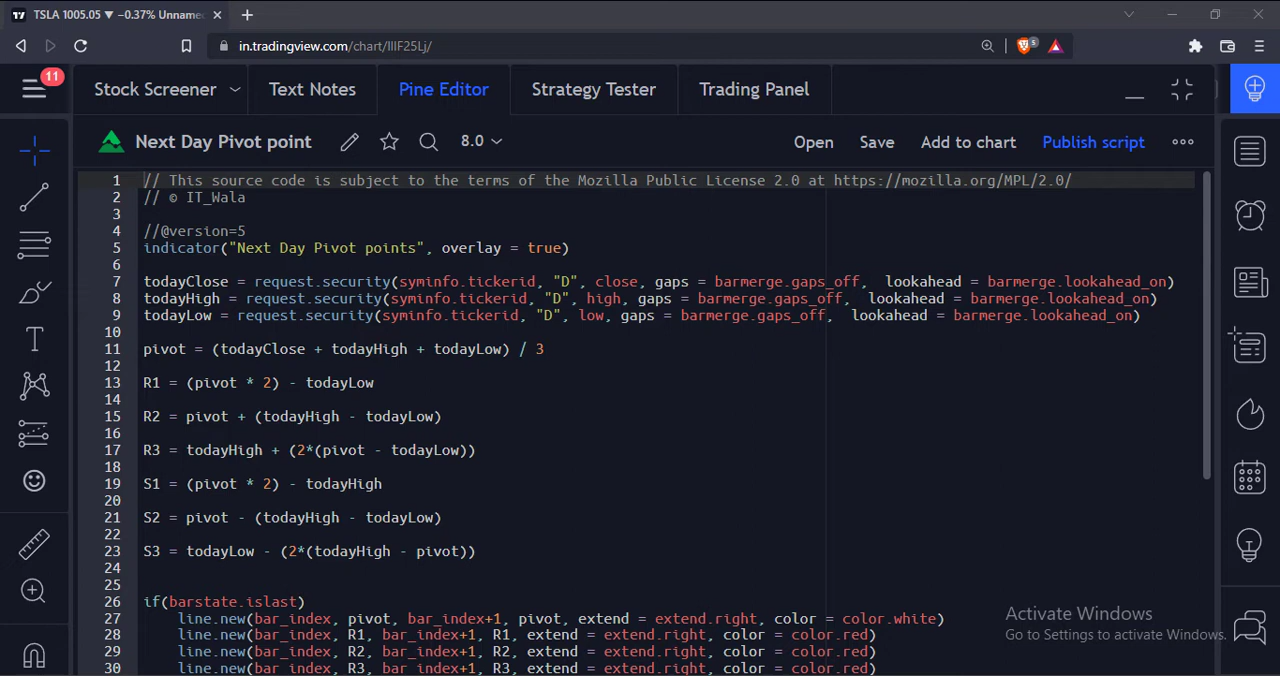 TSLA 1005.05 ▼ −0.37% Unname
in.tradingview.com/chart/IIIF25Lj/
5
11
Stock Screener
Text Notes
Pine Editor
Strategy Tester
Trading Panel
Next Day Pivot point
8.0
Open
Save
Add to chart
Publish script
1 // This source code is subject to the terms of the Mozilla Public License 2.0 at https://mozilla.org/MPL/2.0/
2 // © IT_Wala
3
4 //@version=5
5 indicator("Next Day Pivot points", overlay = true)
6
7 todayClose = request.security(syminfo.tickerid, "D", close, gaps = barmerge.gaps_off, lookahead = barmerge.lookahead_on)
8 todayHigh = request.security(syminfo.tickerid, "D", high, gaps = barmerge.gaps_off, lookahead = barmerge.lookahead_on)
9 todayLow = request.security(syminfo.tickerid, "D", low, gaps = barmerge.gaps_off, lookahead = barmerge.lookahead_on)
10
11 pivot = (todayClose + todayHigh + todayLow) / 3
12
13 R1 = (pivot * 2) - todayLow
14
15 R2 = pivot + (todayHigh - todayLow)
16
17 R3 = todayHigh + (2*(pivot - todayLow))
18
19 S1 = (pivot * 2) - todayHigh
20
21 S2 = pivot - (todayHigh - todayLow)
22
23 S3 = todayLow - (2*(todayHigh - pivot))
24
25
26 if(barstate.islast)
27 line.new(bar_index, pivot, bar_index+1, pivot, extend = extend.right, color = color.white)
28 line.new(bar_index, R1, bar_index+1, R1, extend = extend.right, color = color.red)
29 line.new(bar_index, R2, bar_index+1, R2, extend = extend.right, color = color.red)
30 line.new(bar_index, R3, bar_index+1, R3, extend = extend.right, color = color.red)
Activate Windows
Go to Settings to activate Windows.